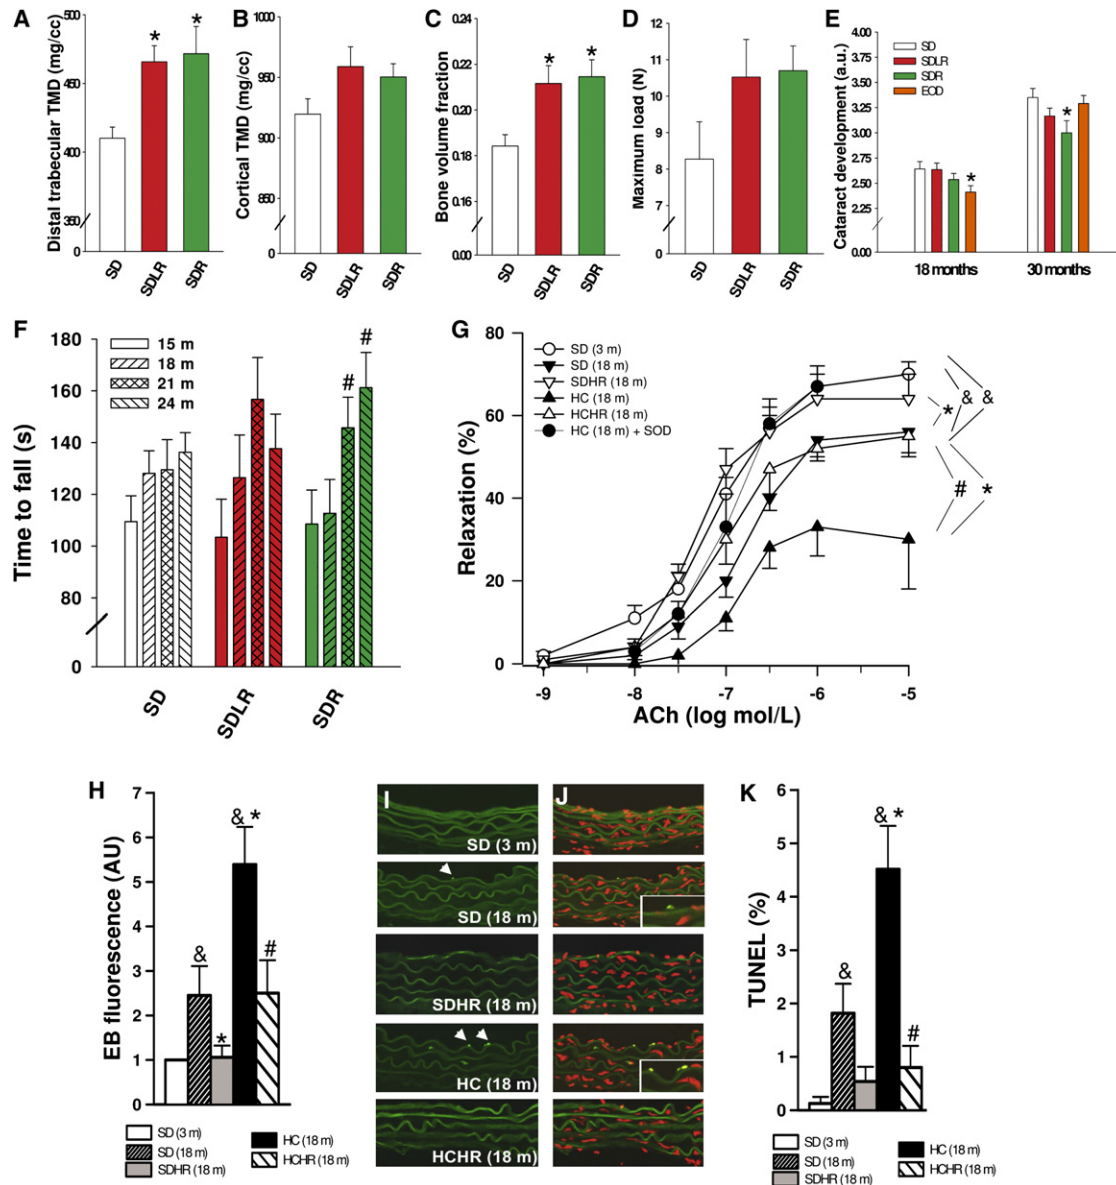 A
Distal trabecular TMD (mg/cc)
500
450
400
350
0
*
*
SD
SDLR
SDR
B
Cortical TMD (mg/cc)
1000
950
900
850
0
SD
SDLR
SDR
C
Bone volume fraction
0.24
0.22
0.20
0.18
0.16
0.00
*
*
SD
SDLR
SDR
D
Maximum load (N)
12
11
10
9
8
7
0
SD
SDLR
SDR
E
Cataract development (a.u.)
4.00
3.75
3.50
3.25
3.00
2.75
2.50
2.25
0.00
SD
SDLR
SDR
EOD
*
*
18 months
30 months
F
Time to fall (s)
180
160
140
120
100
80
0
15 m
18 m
21 m
24 m
#
#
SD
SDLR
SDR
G
Relaxation (%)
80
60
40
20
0
SD (3 m)
SD (18 m)
SDHR (18 m)
HC (18 m)
HCHR (18 m)
HC (18 m) + SOD
* & &
# *
-9
-8
-7
-6
-5
ACh (log mol/L)
H
EB fluorescence (AU)
7
6
5
4
3
2
1
0
&
*
& *
#
SD (3 m)
SD (18 m)
SDHR (18 m)
HC (18 m)
HCHR (18 m)
I
SD (3 m)
SD (18 m)
SDHR (18 m)
HC (18 m)
HCHR (18 m)
J
K
TUNEL (%)
6
5
4
3
2
1
0
&
& *
#
SD (3 m)
SD (18 m)
SDHR (18 m)
HC (18 m)
HCHR (18 m)